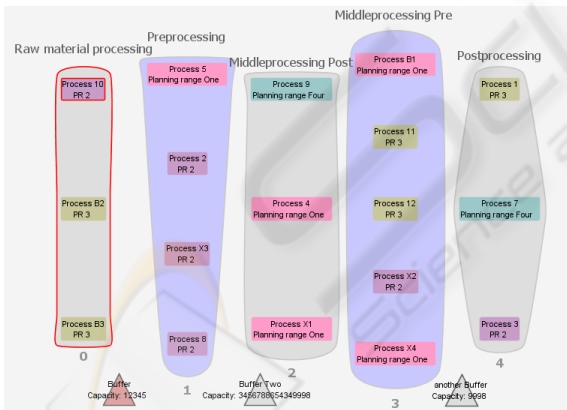 Raw material processing
Process 10
PR 2
Process B2
PR 3
Process B3
PR 3
0
Preprocessing
Process 5
Planning range One
Process 2
PR 2
Process X3
PR 2
Process 8
PR 2
1
Middleprocessing Post
Process 9
Planning range Four
Process 4
Planning range One
Process X1
Planning range One
2
Middleprocessing Pre
Process B1
Planning range One
Process 11
PR 3
Process 12
PR 3
Process X2
PR 2
Process X4
Planning range One
3
Postprocessing
Process 1
PR 3
Process 7
Planning range Four
Process 3
PR 2
4
Buffer
Capacity: 12345
Buffer Two
Capacity: 3456788654349998
another Buffer
Capacity: 9998